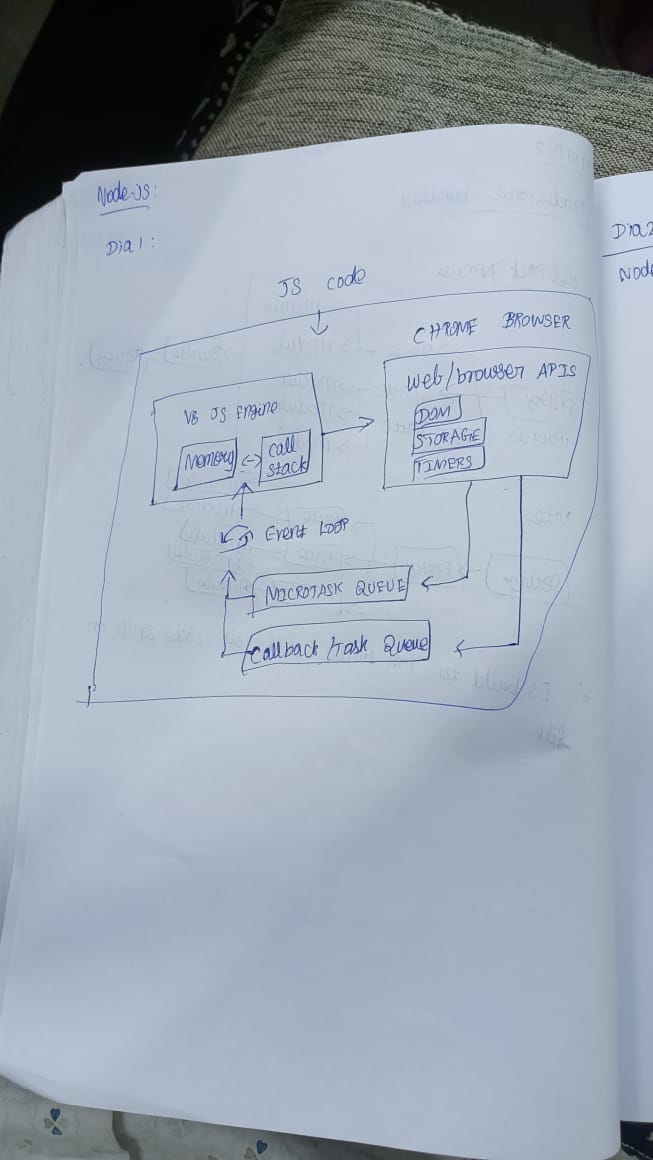 Node-JS:
Dia 1:
JS code
CHROME BROWSER
V8 JS Engine
Memory
call
stack
web/browser APIS
DOM
STORAGE
TIMERS
Event LOOP
MICROTASK QUEUE
Callback/Task Queue
Dia 2
Node